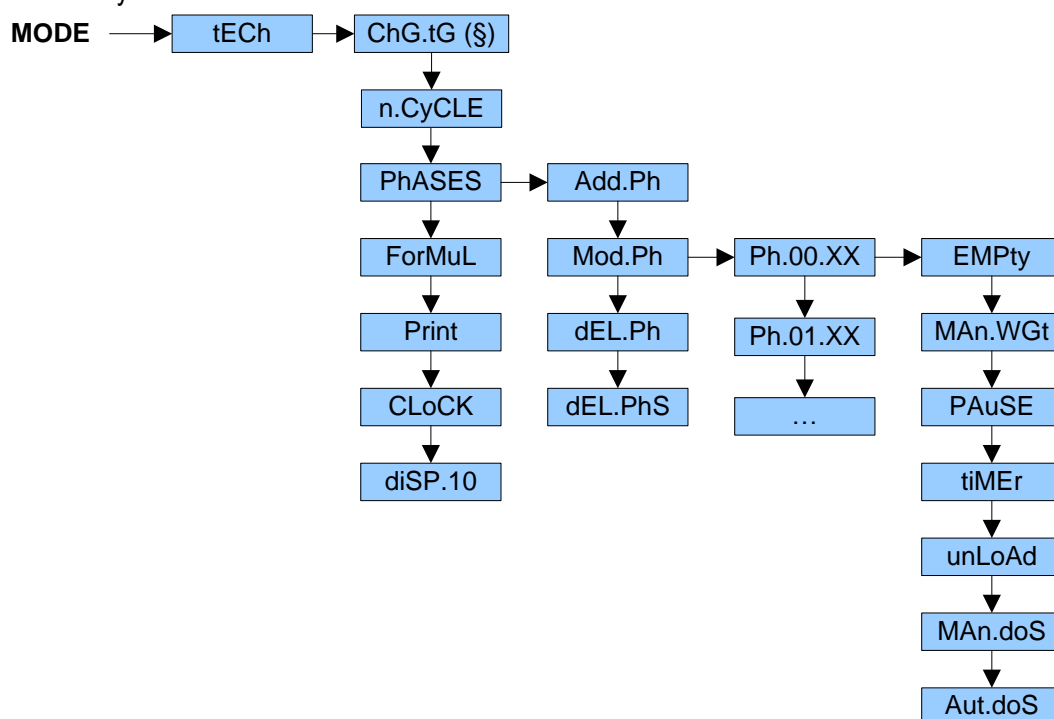 MODE tECh ChG.tG (§)
n.CyCLE
PhASES Add.Ph
ForMuL Mod.Ph Ph.00.XX EMPty
Print dEL.Ph Ph.01.XX MAn.WGt
CLoCK dEL.PhS … PAuSE
diSP.10 tiMEr
unLoAd
MAn.doS
Aut.doS